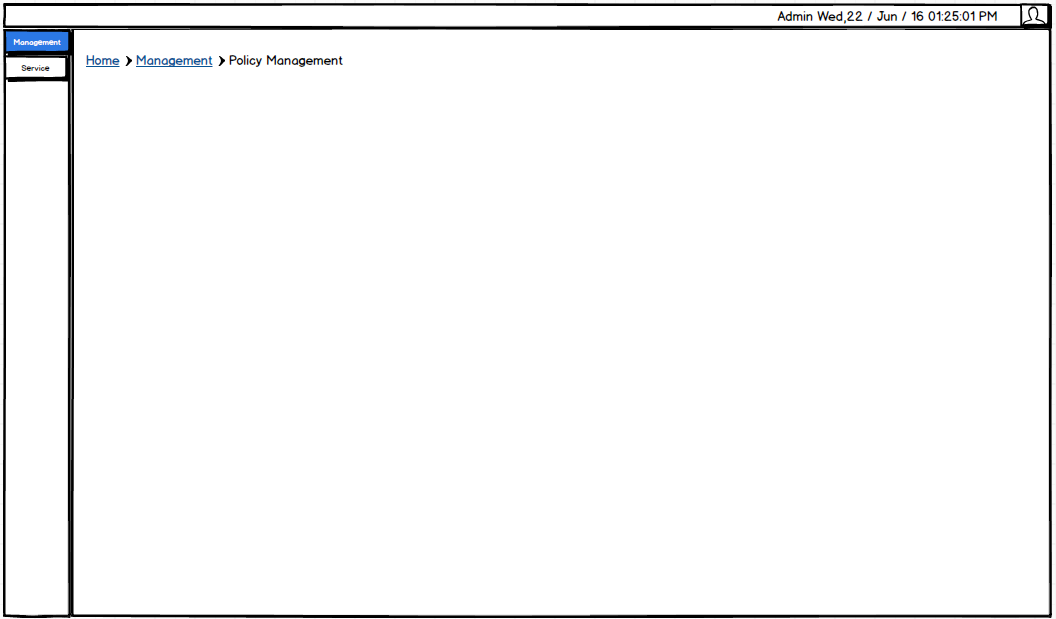 Admin Wed,22 / Jun / 16 01:25:01 PM
Management
Service
Home > Management > Policy Management